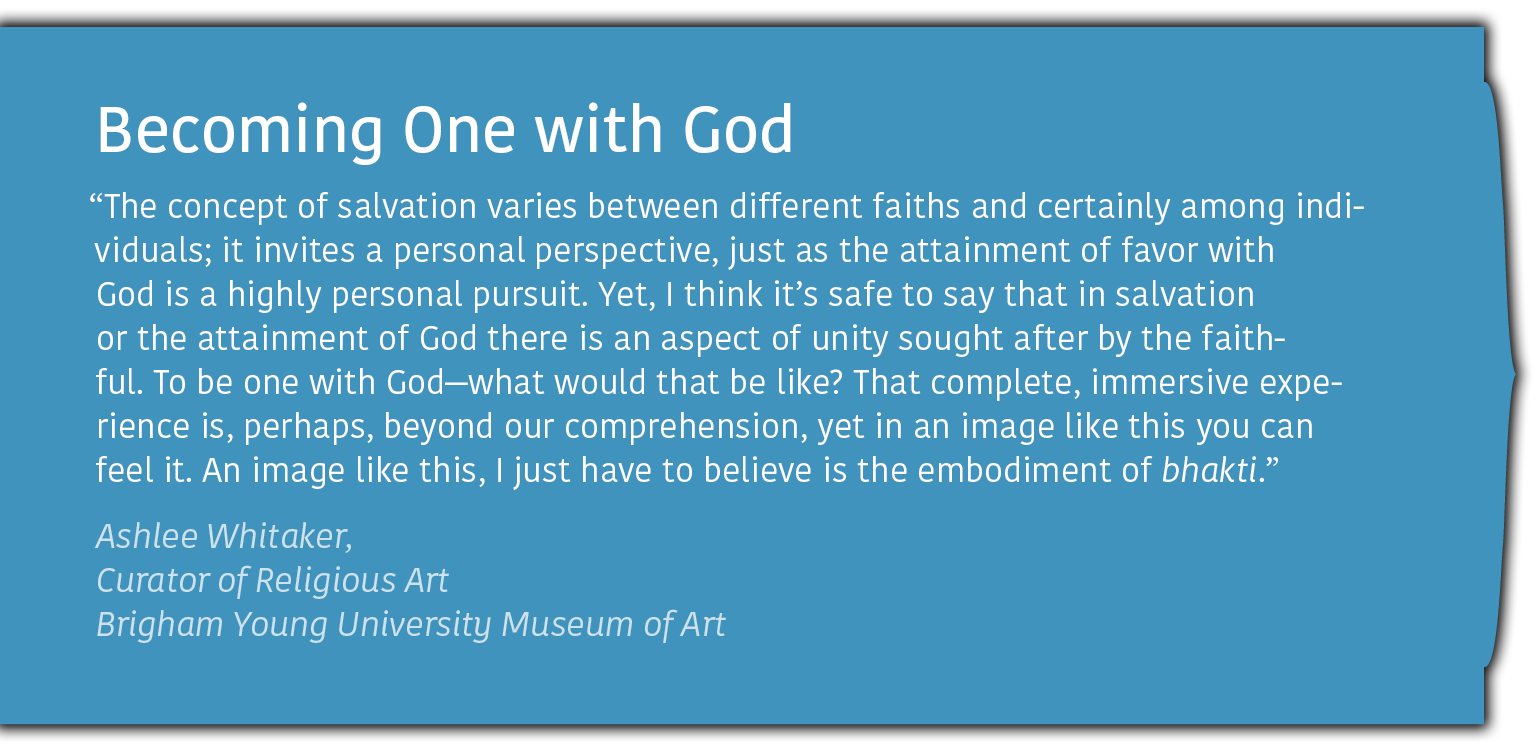 Becoming One with God
“The concept of salvation varies between different faiths and certainly among indi-
viduals; it invites a personal perspective, just as the attainment of favor with
God is a highly personal pursuit. Yet, I think it’s safe to say that in salvation
or the attainment of God there is an aspect of unity sought after by the faith-
ful. To be one with God—what would that be like? That complete, immersive expe-
rience is, perhaps, beyond our comprehension, yet in an image like this you can
feel it. An image like this, I just have to believe is the embodiment of bhakti.”
Ashlee Whitaker,
Curator of Religious Art
Brigham Young University Museum of Art